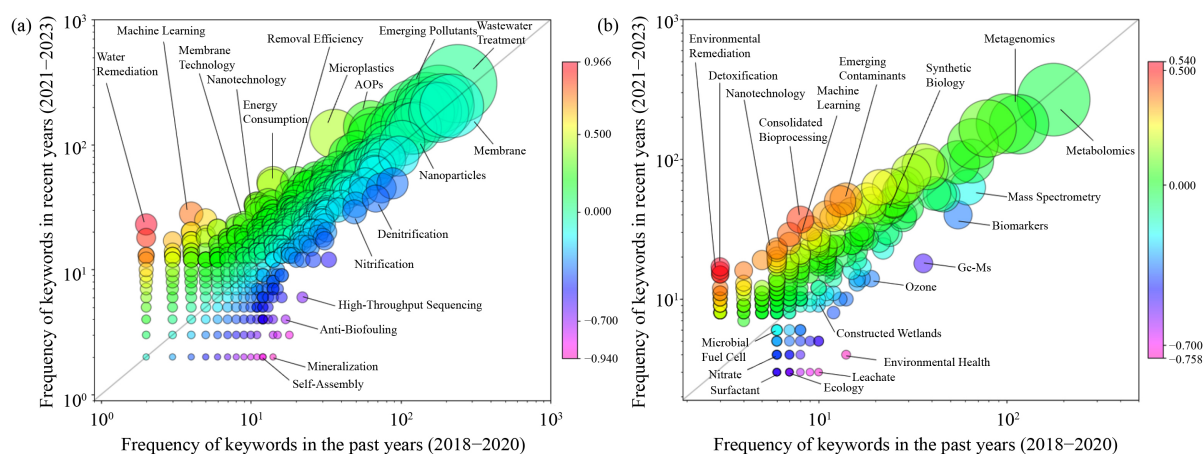 (a)
Frequency of keywords in recent years (2021−2023)
10³
10²
10¹
10⁰
Machine Learning
Water
Remediation
Membrane
Technology
Nanotechnology
Energy
Consumption
Removal Efficiency
Microplastics
AOPs
Emerging Pollutants
Wastewater
Treatment
Membrane
Nanoparticles
Denitrification
Nitrification
High-Throughput Sequencing
Anti-Biofouling
Mineralization
Self-Assembly
10⁰
10¹
10²
10³
Frequency of keywords in the past years (2018−2020)
0.966
0.500
0.000
−0.700
−0.940
(b)
Frequency of keywords in recent years (2021−2023)
10³
10²
10¹
Environmental
Remediation
Detoxification
Nanotechnology
Consolidated
Bioprocessing
Emerging
Contaminants
Machine
Learning
Synthetic
Biology
Metagenomics
Metabolomics
Mass Spectrometry
Biomarkers
Gc-Ms
Ozone
Constructed Wetlands
Microbial
Fuel Cell
Nitrate
Surfactant
Environmental Health
Leachate
Ecology
10¹
10²
Frequency of keywords in the past years (2018−2020)
0.540
0.500
0.000
−0.700
−0.758